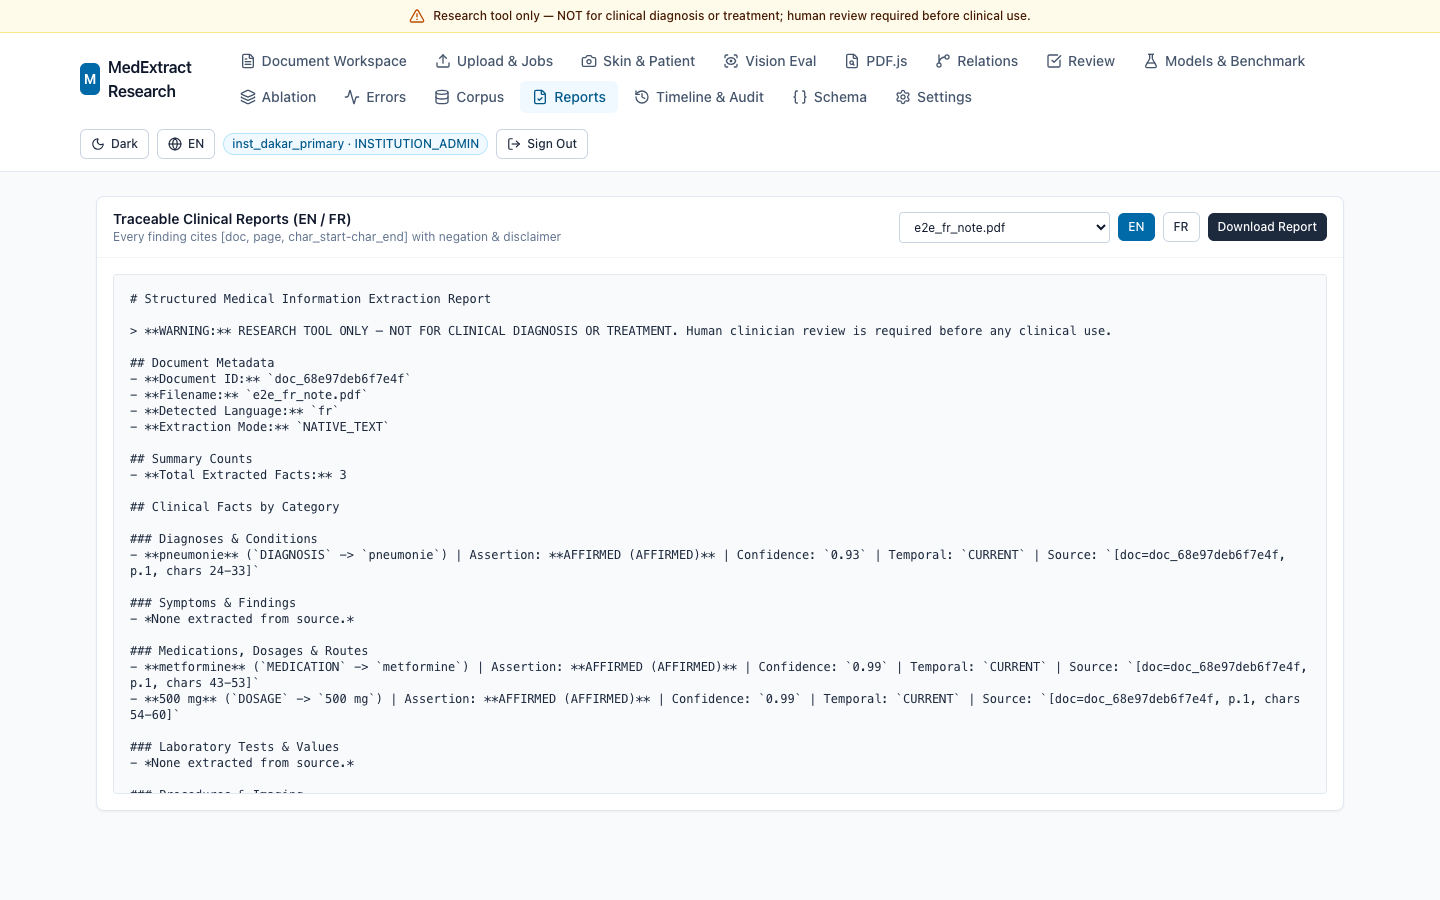 Research tool only — NOT for clinical diagnosis or treatment; human review required before clinical use.
M
MedExtract Research
Document Workspace
Upload & Jobs
Skin & Patient
Vision Eval
PDF.js
Relations
Review
Models & Benchmark
Ablation
Errors
Corpus
Reports
Timeline & Audit
Schema
Settings
Dark
EN
inst_dakar_primary · INSTITUTION_ADMIN
Sign Out
Traceable Clinical Reports (EN / FR)
Every finding cites [doc, page, char_start-char_end] with negation & disclaimer
e2e_fr_note.pdf
EN
FR
Download Report
# Structured Medical Information Extraction Report
> **WARNING:** RESEARCH TOOL ONLY — NOT FOR CLINICAL DIAGNOSIS OR TREATMENT. Human clinician review is required before any clinical use.
## Document Metadata
- **Document ID:** `doc_68e97deb6f7e4f`
- **Filename:** `e2e_fr_note.pdf`
- **Detected Language:** `fr`
- **Extraction Mode:** `NATIVE_TEXT`
## Summary Counts
- **Total Extracted Facts:** 3
## Clinical Facts by Category
### Diagnoses & Conditions
- **pneumonie** (`DIAGNOSIS` -> `pneumonie`) | Assertion: **AFFIRMED (AFFIRMED)** | Confidence: `0.93` | Temporal: `CURRENT` | Source: `[doc=doc_68e97deb6f7e4f,
p.1, chars 24-33]`
### Symptoms & Findings
- *None extracted from source.*
### Medications, Dosages & Routes
- **metformine** (`MEDICATION` -> `metformine`) | Assertion: **AFFIRMED (AFFIRMED)** | Confidence: `0.99` | Temporal: `CURRENT` | Source: `[doc=doc_68e97deb6f7e4f,
p.1, chars 43-53]`
- **500 mg** (`DOSAGE` -> `500 mg`) | Assertion: **AFFIRMED (AFFIRMED)** | Confidence: `0.99` | Temporal: `CURRENT` | Source: `[doc=doc_68e97deb6f7e4f, p.1, chars
54-60]`
### Laboratory Tests & Values
- *None extracted from source.*
### Procedures & Imaging